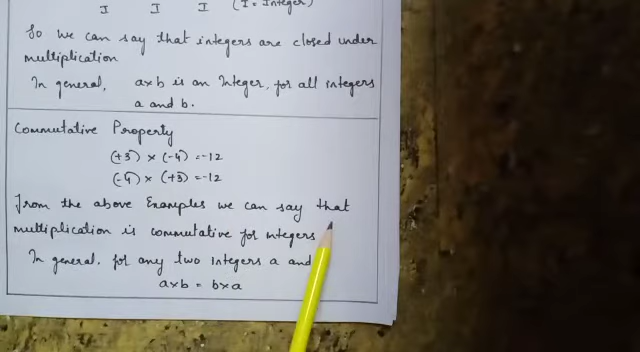 I I I (I = Integer)
So we can say that integers are closed under
multiplication
In general, a×b is an Integer, for all integers
a and b.
Commutative Property
(+3) × (-4) = -12
(-4) × (+3) = -12
From the above Examples we can say that
multiplication is commutative for integers
In general, for any two Integers a and
a×b = b×a